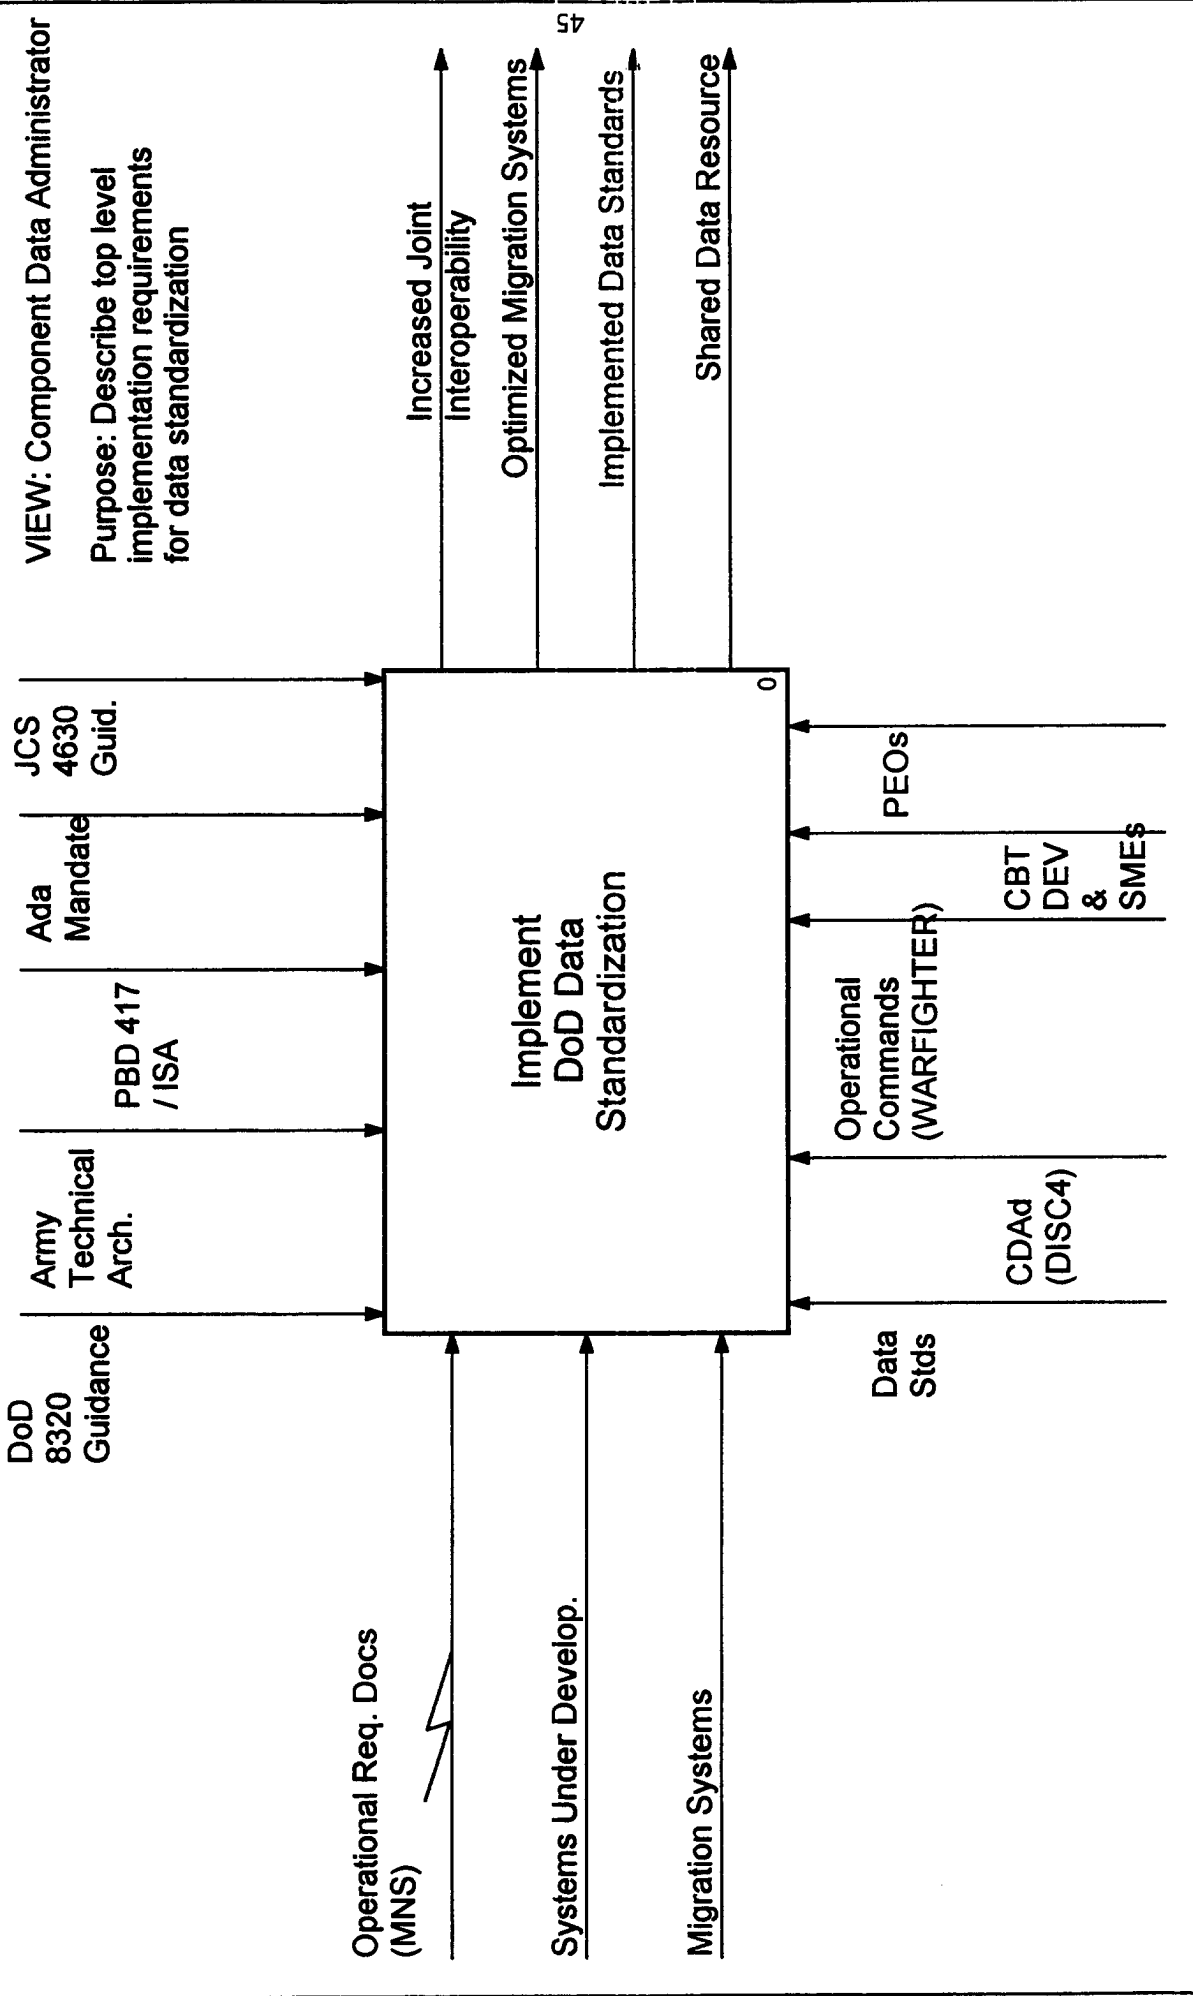 VIEW: Component Data Administrator
Purpose: Describe top level
implementation requirements
for data standardization
DoD
8320
Guidance
Army
Technical
Arch.
PBD 417
/ ISA
Ada
Mandate
JCS
4630
Guid.
Operational Req. Docs
(MNS)
Systems Under Develop.
Migration Systems
Implement
DoD Data
Standardization
0
Increased Joint
Interoperability
Optimized Migration Systems
Implemented Data Standards
Shared Data Resource
Data
Stds
CDAd
(DISC4)
Operational
Commands
(WARFIGHTER)
CBT
DEV
&
SMEs
PEOs
45